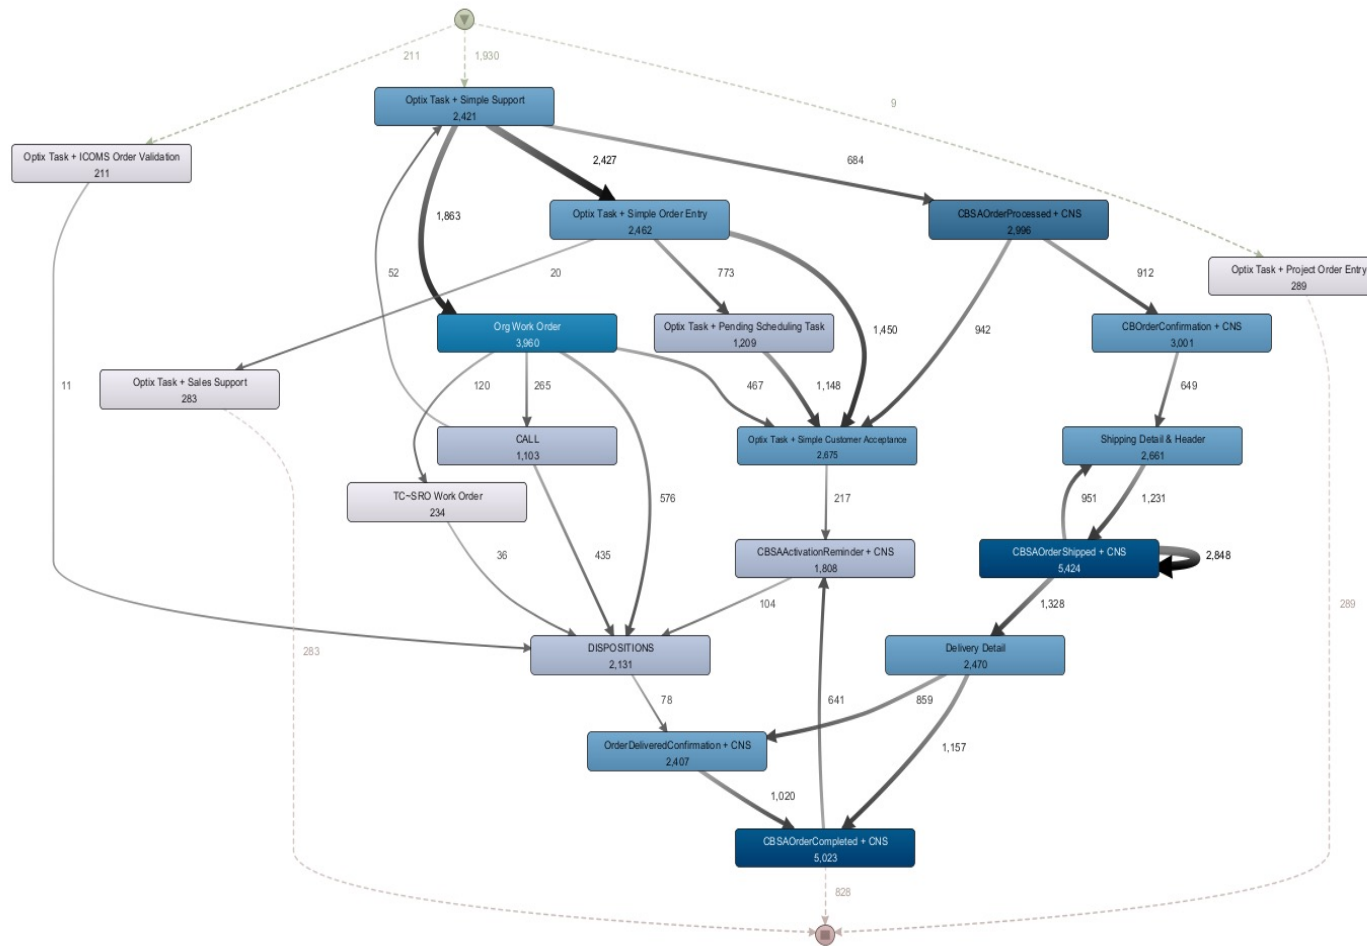 211
1,930
9
Optix Task + Simple Support
2,421
Optix Task + ICOMS Order Validation
211
2,427
684
1,863
Optix Task + Simple Order Entry
2,462
CBSAOrderProcessed + CNS
2,996
52
20
773
912
Optix Task + Project Order Entry
289
Org Work Order
3,960
Optix Task + Pending Scheduling Task
1,209
1,450
942
CBOrderConfirmation + CNS
3,001
11
Optix Task + Sales Support
283
120
265
467
1,148
649
CALL
1,103
Optix Task + Simple Customer Acceptance
2,675
Shipping Detail & Header
2,661
TC~SRO Work Order
234
576
217
951
1,231
36
435
CBSAActivationReminder + CNS
1,808
CBSAOrderShipped + CNS
5,424
2,848
104
1,328
289
283
DISPOSITIONS
2,131
Delivery Detail
2,470
78
641
859
OrderDeliveredConfirmation + CNS
2,407
1,157
1,020
CBSAOrderCompleted + CNS
5,023
828